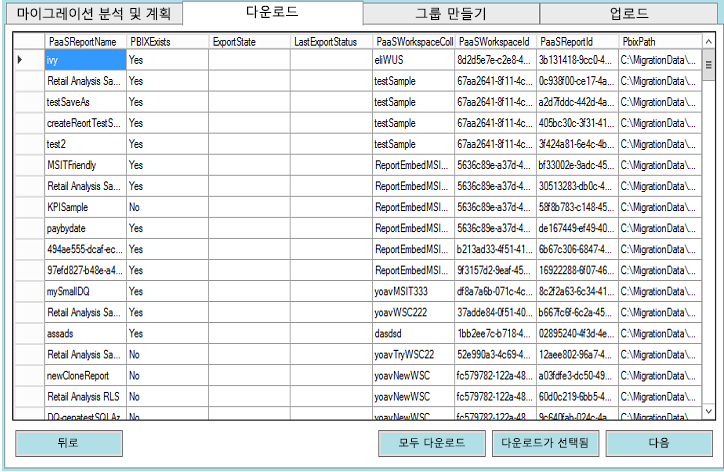 마이그레이션 분석 및 계획 다운로드 그룹 만들기 업로드
PaaSReportName PBIXExists ExportState LastExportStatus PaaSWorkspaceColl PaaSWorkspaceId PaaSReportId PbixPath
ivy Yes eliWUS 8d2d5e7e-c2e8-4... 3b131418-9cc0-4... C:\MigrationData\...
Retail Analysis Sa... Yes testSample 67aa2641-8f11-4c... 0c938f00-ce17-4a... C:\MigrationData\...
testSaveAs Yes testSample 67aa2641-8f11-4c... a2d7fddc-442d-4a... C:\MigrationData\...
createReortTestS... Yes testSample 67aa2641-8f11-4c... 405bc30c-3f31-41... C:\MigrationData\...
test2 Yes testSample 67aa2641-8f11-4c... 3f424a81-6e4c-4b... C:\MigrationData\...
MSITFriendly Yes ReportEmbedMSI... 5636c89e-a37d-4... bf33002e-9adc-45... C:\MigrationData\...
Retail Analysis Sa... Yes ReportEmbedMSI... 5636c89e-a37d-4... 30513283-db0c-4... C:\MigrationData\...
KPISample No ReportEmbedMSI... 5636c89e-a37d-4... 58f8b783-c148-45... C:\MigrationData\...
paybydate Yes ReportEmbedMSI... 5636c89e-a37d-4... de167449-ef49-40... C:\MigrationData\...
494ae555-dcaf-ec... Yes ReportEmbedMSI... b213ad33-4f51-41... 6b67c306-6847-4... C:\MigrationData\...
97efd827-b48e-a4... Yes ReportEmbedMSI... 9f3157d2-9eaf-45... 16922288-6f07-46... C:\MigrationData\...
mySmallDQ Yes yoavMSIT333 df8a7a6b-071c-4c... 8c2f2a63-6c34-41... C:\MigrationData\...
Retail Analysis Sa... Yes yoavWSC222 37adde84-0f51-40... b667fc6f-6c2a-45... C:\MigrationData\...
assads Yes dasdsd 1bb2ee7c-b718-4... 02895240-4f3d-4e... C:\MigrationData\...
Retail Analysis Sa... No yoavTryWSC22 52e990a3-4c69-4... 12aee802-96a7-4... C:\MigrationData\...
newCloneReport No yoavNewWSC fc579782-122a-48... a03fdfe3-dc50-49... C:\MigrationData\...
Retail Analysis RLS No yoavNewWSC fc579782-122a-48... 60d0c219-6bb5-4... C:\MigrationData\...
DQ-genatestSQLAz No yoavNewWSC fc579782-122a-48... 9c640fab-024c-4a... C:\MigrationData\...
뒤로 모두 다운로드 다운로드가 선택됨 다음